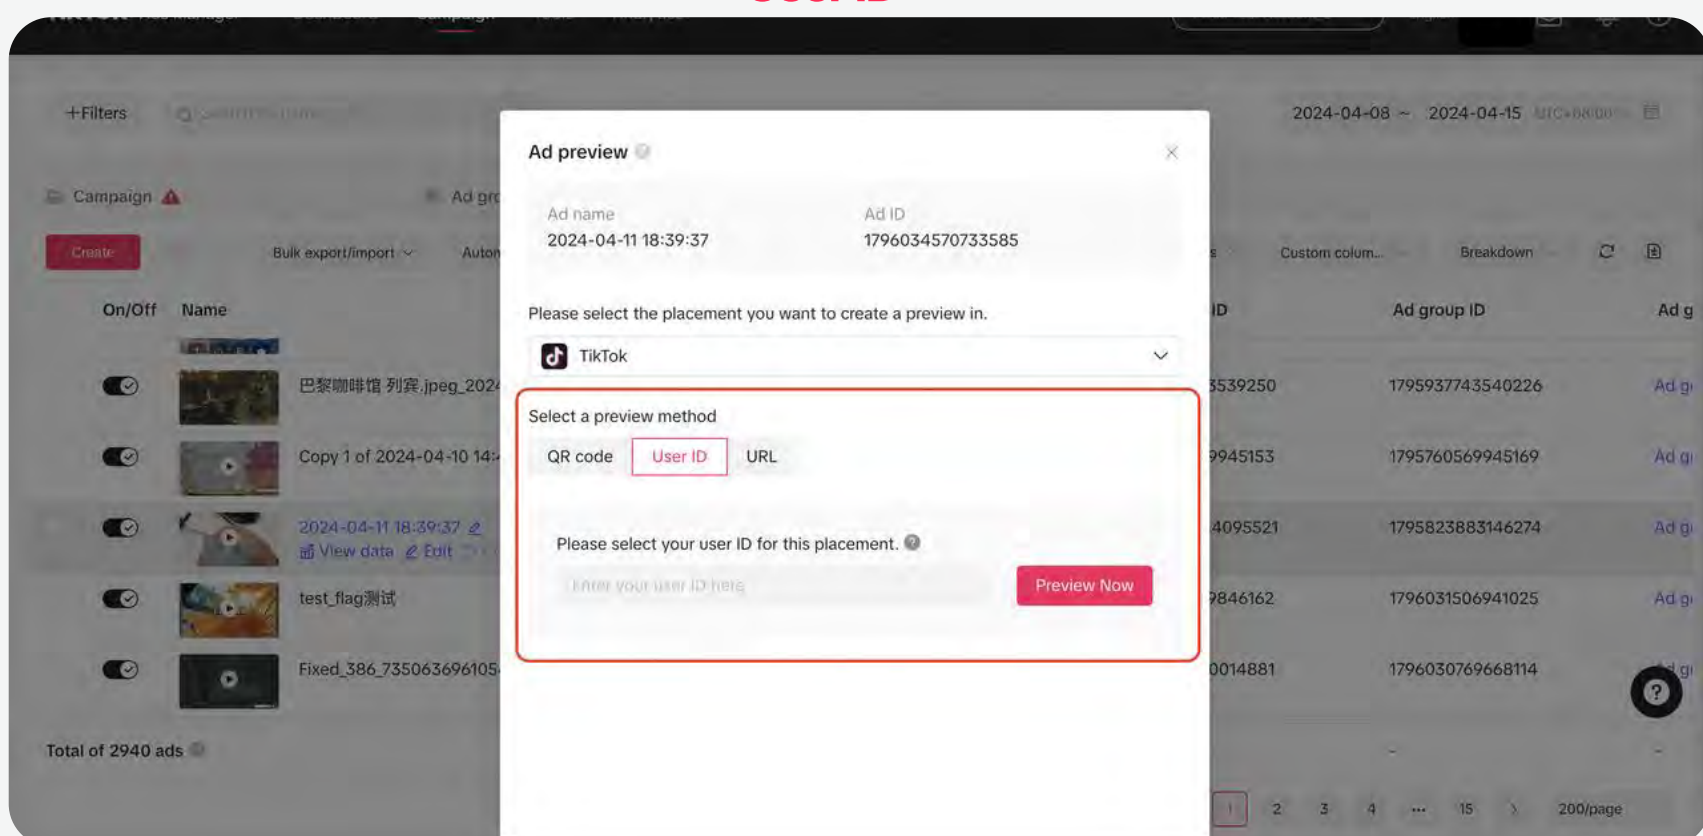 +Filters
2024-04-08 ~ 2024-04-15
Campaign
Ad gro
Create
Bulk export/import
Autom
s
Custom colum...
Breakdown
On/Off
Name
ID
Ad group ID
Ad g
巴黎咖啡馆 列宾.jpeg_2024
3539250
1795937743540226
Ad g
Copy 1 of 2024-04-10 14:4
9945153
1795760569945169
Ad g
2024-04-11 18:39:37
View data
Edit
4095521
1795823883146274
Ad g
test_flag测试
9846162
1796031506941025
Ad g
Fixed_386_7350636961054
0014881
1796030769668114
Total of 2940 ads
-
-
1 2 3 4 ... 15 > 200/page
Ad preview
Ad name
Ad ID
2024-04-11 18:39:37
1796034570733585
Please select the placement you want to create a preview in.
TikTok
Select a preview method
QR code
User ID
URL
Please select your user ID for this placement.
Enter your user ID here
Preview Now